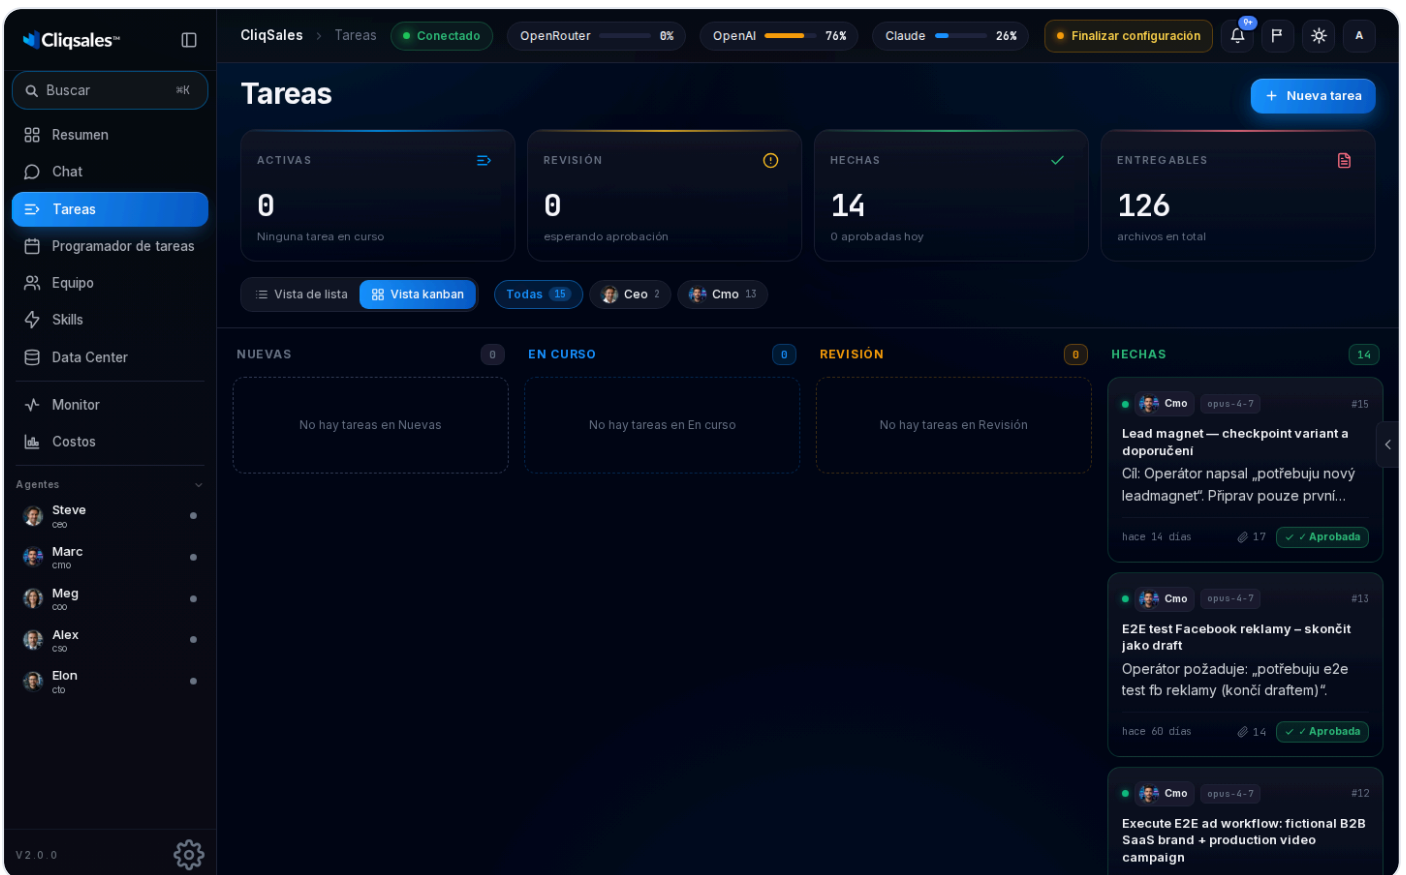 Cliqsales™
Buscar ⌘K
Resumen
Chat
Tareas
Programador de tareas
Equipo
Skills
Data Center
Monitor
Costos
Agentes
Steve
ceo
Marc
cmo
Meg
coo
Alex
cso
Elon
cto
V2.0.0
CliqSales > Tareas
Conectado
OpenRouter 0%
OpenAI 76%
Claude 26%
Finalizar configuración
9+
A
Tareas
+ Nueva tarea
ACTIVAS
0
Ninguna tarea en curso
REVISIÓN
0
esperando aprobación
HECHAS
14
0 aprobadas hoy
ENTREGABLES
126
archivos en total
Vista de lista
Vista kanban
Todas 15
Ceo 2
Cmo 13
NUEVAS 0
No hay tareas en Nuevas
EN CURSO 0
No hay tareas en En curso
REVISIÓN 0
No hay tareas en Revisión
HECHAS 14
Cmo opus-4-7 #15
Lead magnet — checkpoint variant a
doporučení
Cíl: Operátor napsal „potřebuju nový
leadmagnet“. Připrav pouze první...
hace 14 días 17 ✓ ✓ Aprobada
Cmo opus-4-7 #13
E2E test Facebook reklamy – skončit
jako draft
Operátor požaduje: „potřebuju e2e
test fb reklamy (končí draftem)“.
hace 60 días 14 ✓ ✓ Aprobada
Cmo opus-4-7 #12
Execute E2E ad workflow: fictional B2B
SaaS brand + production video
campaign